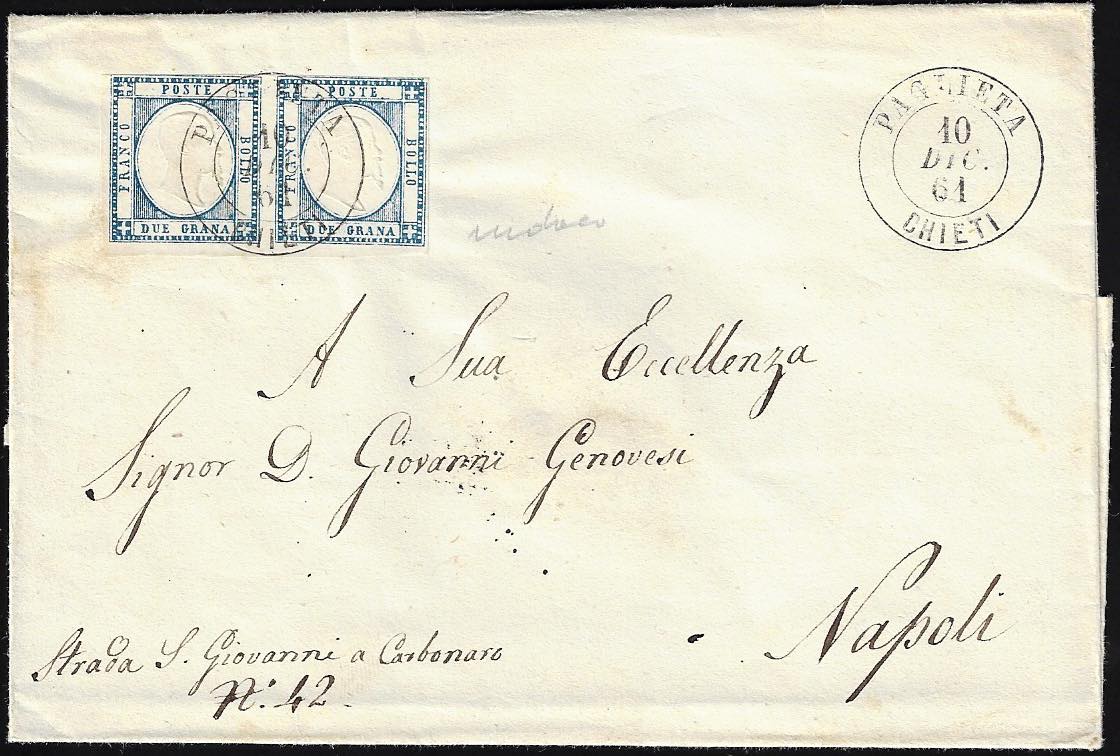 POSTE
FRANCO
BOLLO
DUE GRANA
POSTE
FRANCO
BOLLO
DUE GRANA
PAGLIETA
10
DIC.
61
CHIETI
A Sua Eccellenza
Signor D. Giovanni Genovesi
Napoli
Strada S. Giovanni a Carbonaro
N.° 42